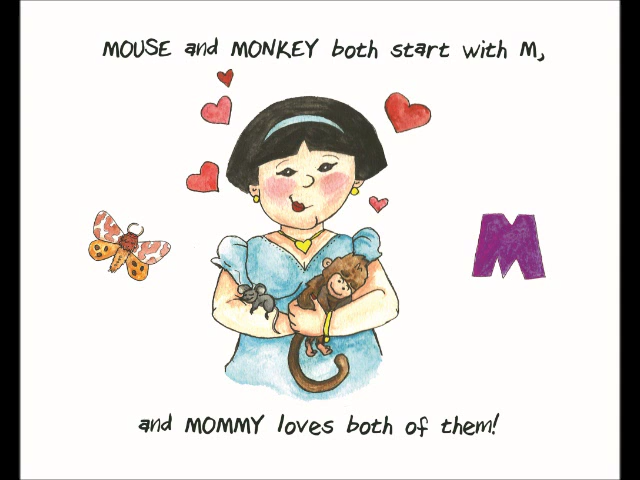 MOUSE and MONKEY both start with M,
M
and MOMMY loves both of them!